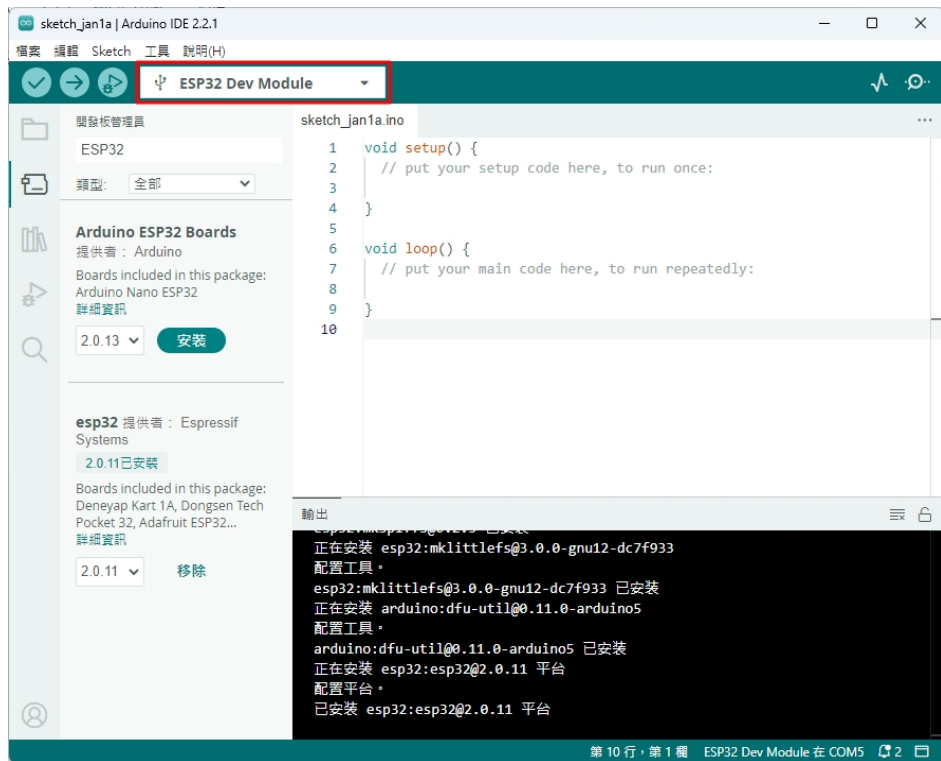 sketch_jan1a | Arduino IDE 2.2.1
檔案 編輯 Sketch 工具 說明(H)
ESP32 Dev Module
開發板管理員
ESP32
類型: 全部
Arduino ESP32 Boards
提供者： Arduino
Boards included in this package:
Arduino Nano ESP32
詳細資訊
2.0.13 安裝
esp32 提供者： Espressif
Systems
2.0.11已安裝
Boards included in this package:
Deneyap Kart 1A, Dongsen Tech
Pocket 32, Adafruit ESP32...
詳細資訊
2.0.11 移除
sketch_jan1a.ino
1 void setup() {
2 // put your setup code here, to run once:
3
4 }
5
6 void loop() {
7 // put your main code here, to run repeatedly:
8
9 }
10
輸出
正在安裝 esp32:mklittlefs@3.0.0-gnu12-dc7f933
配置工具。
esp32:mklittlefs@3.0.0-gnu12-dc7f933 已安裝
正在安裝 arduino:dfu-util@0.11.0-arduino5
配置工具。
arduino:dfu-util@0.11.0-arduino5 已安裝
正在安裝 esp32:esp32@2.0.11 平台
配置平台。
已安裝 esp32:esp32@2.0.11 平台
第 10 行，第 1 欄 ESP32 Dev Module 在 COM5 2